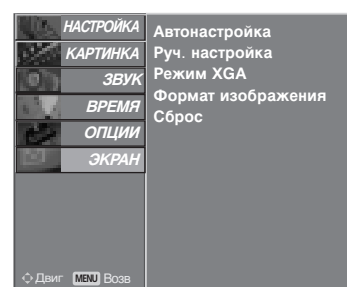 НАСТРОЙКА
КАРТИНКА
ЗВУК
ВРЕМЯ
ОПЦИИ
ЭКРАН
Автонастройка
Руч. настройка
Режим XGA
Формат изображения
Сброс
Двиг MENU Возв